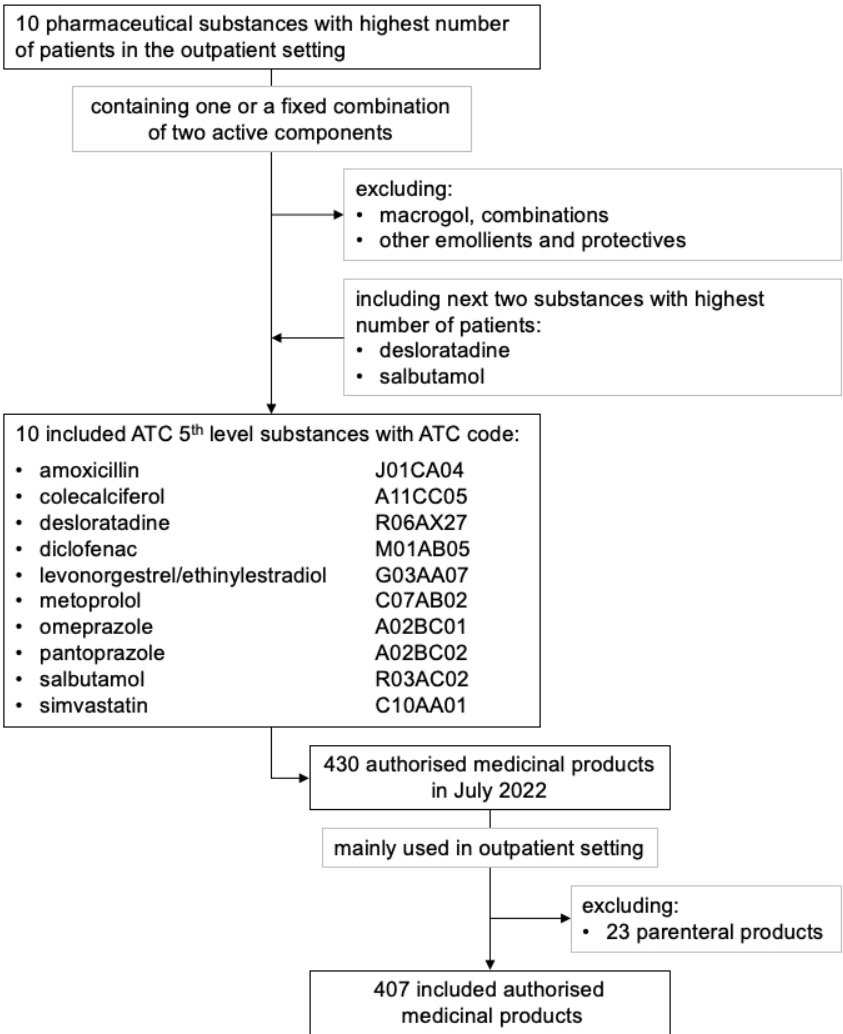 10 pharmaceutical substances with highest number
of patients in the outpatient setting
containing one or a fixed combination
of two active components
excluding:
• macrogol, combinations
• other emollients and protectives
including next two substances with highest
number of patients:
• desloratadine
• salbutamol
10 included ATC 5th level substances with ATC code:
• amoxicillin J01CA04
• colecalciferol A11CC05
• desloratadine R06AX27
• diclofenac M01AB05
• levonorgestrel/ethinylestradiol G03AA07
• metoprolol C07AB02
• omeprazole A02BC01
• pantoprazole A02BC02
• salbutamol R03AC02
• simvastatin C10AA01
430 authorised medicinal products
in July 2022
mainly used in outpatient setting
excluding:
• 23 parenteral products
407 included authorised
medicinal products